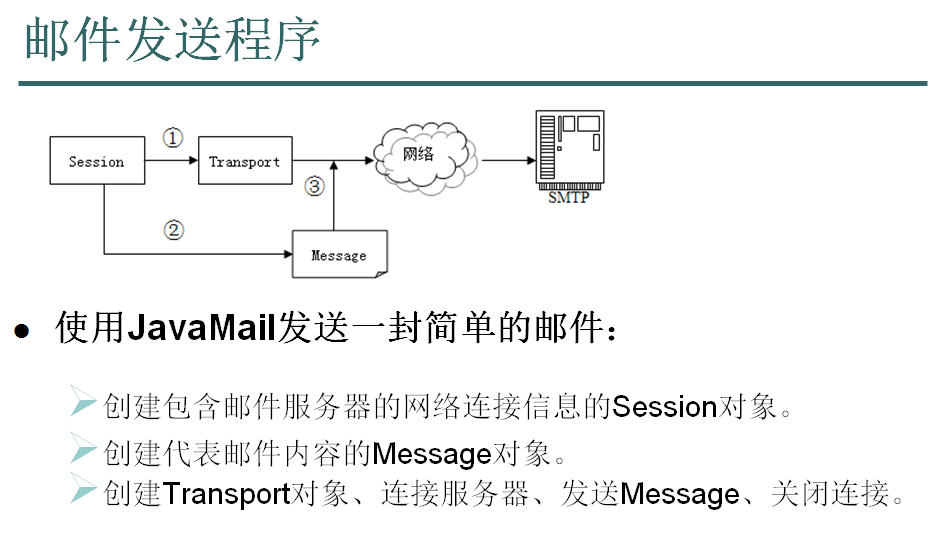 邮件发送程序
①
Session
Transport
网络
③
SMTP
②
Message
使用JavaMail发送一封简单的邮件：
创建包含邮件服务器的网络连接信息的Session对象。
创建代表邮件内容的Message对象。
创建Transport对象、连接服务器、发送Message、关闭连接。